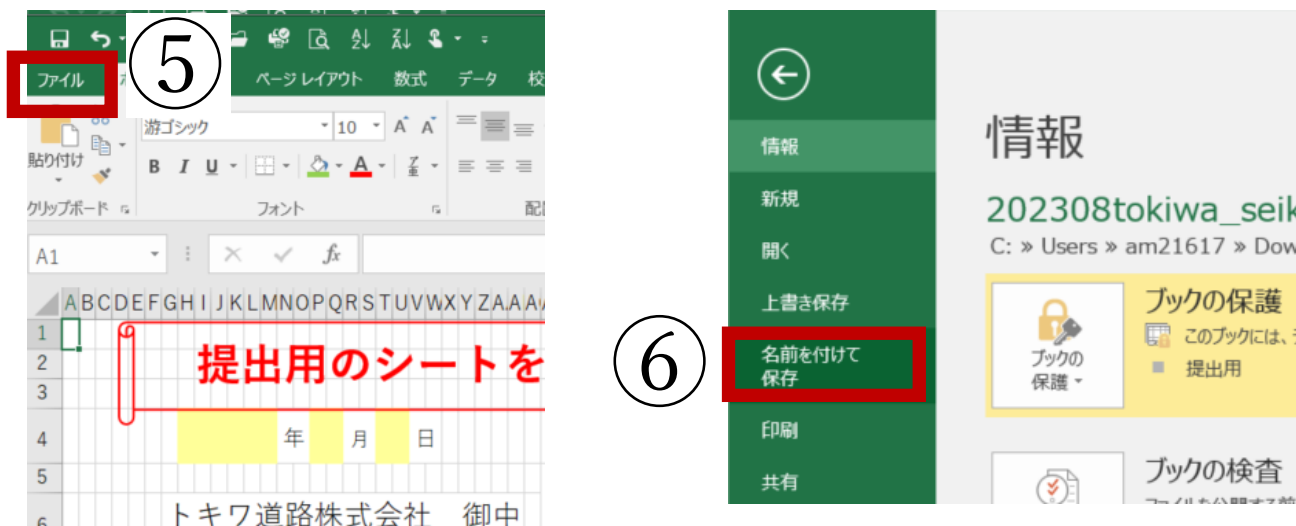 ⑤
ファイル
ページ レイアウト 数式 データ 校
游ゴシック 10
貼り付け
B I U
クリップボード フォント
A1 fx
A B C D E F G H I J K L M N O P Q R S T U V W X Y Z A A A
1
2
3
4
5
6
提出用のシートを
年 月 日
トキワ道路株式会社 御中
⑥
情報
新規
開く
上書き保存
名前を付けて
保存
印刷
共有
情報
202308tokiwa_seik
C: » Users » am21617 » Dow
ブックの
保護
ブックの保護
このブックには、
提出用
ブックの検査